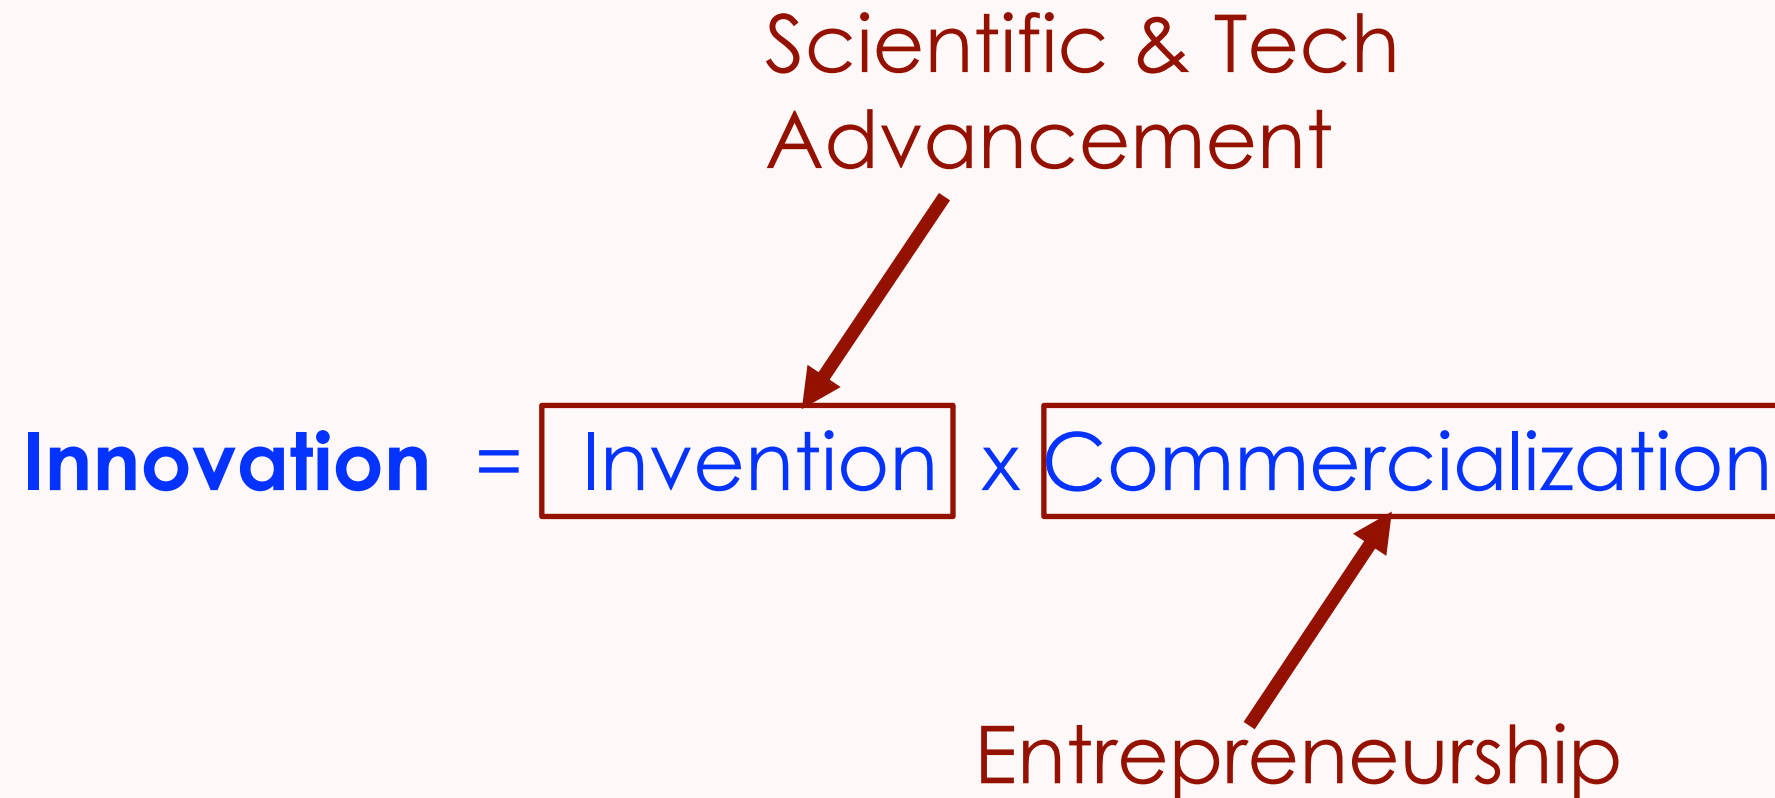 Scientific & Tech
Advancement
Innovation = Invention x Commercialization
Entrepreneurship